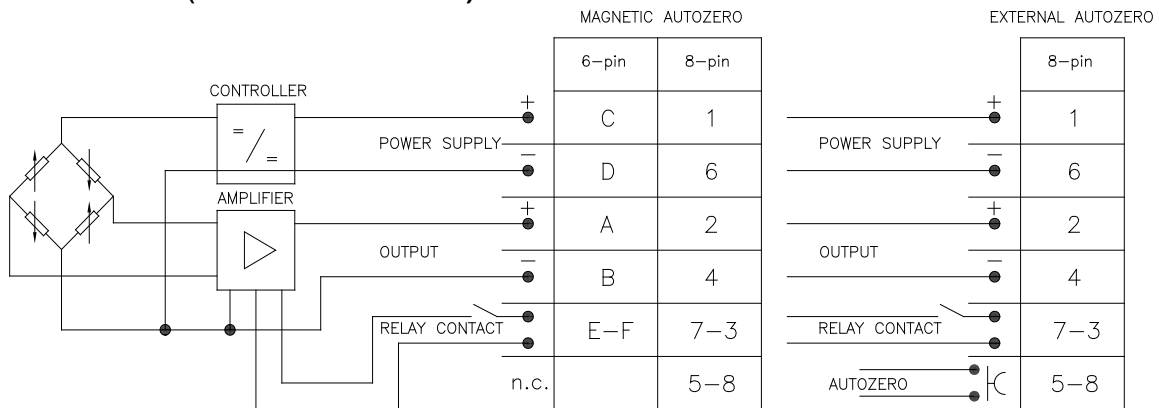 MAGNETIC AUTOZERO
EXTERNAL AUTOZERO
6-pin 8-pin
8-pin
CONTROLLER
= / =
+ C 1
+ 1
POWER SUPPLY
POWER SUPPLY
− D 6
− 6
AMPLIFIER
+ A 2
+ 2
OUTPUT
OUTPUT
− B 4
− 4
RELAY CONTACT E-F 7-3
RELAY CONTACT 7-3
n.c. 5-8
AUTOZERO 5-8